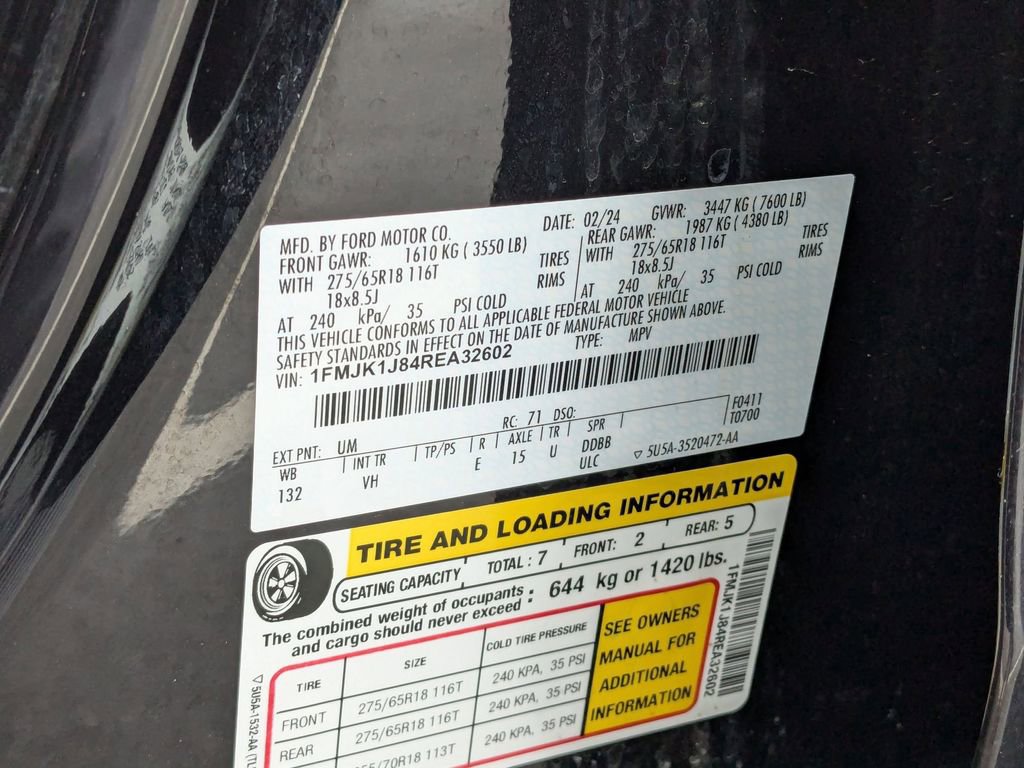 MFD. BY FORD MOTOR CO. DATE: 02/24 GVWR: 3447 KG ( 7600 LB)
FRONT GAWR: 1610 KG ( 3550 LB) REAR GAWR: 1987 KG ( 4380 LB)
WITH 275/65R18 116T TIRES WITH 275/65R18 116T TIRES
18x8.5J RIMS 18x8.5J RIMS
AT 240 kPa/ 35 PSI COLD AT 240 kPa/ 35 PSI COLD
THIS VEHICLE CONFORMS TO ALL APPLICABLE FEDERAL MOTOR VEHICLE
SAFETY STANDARDS IN EFFECT ON THE DATE OF MANUFACTURE SHOWN ABOVE.
VIN: 1FMJK1J84REA32602 TYPE: MPV
EXT PNT: UM RC: 71 DSO: F0411
WB INT TR TP/PS R AXLE TR SPR T0700
132 VH E 15 U DDBB
ULC ▽ 5U5A-3520472-AA
TIRE AND LOADING INFORMATION
SEATING CAPACITY TOTAL : 7 FRONT: 2 REAR: 5
The combined weight of occupants and cargo should never exceed : 644 kg or 1420 lbs.
TIRE SIZE COLD TIRE PRESSURE
FRONT 275/65R18 116T 240 KPA, 35 PSI
REAR 275/65R18 116T 240 KPA, 35 PSI
/70R18 113T 240 KPA, 35 PSI
SEE OWNERS
MANUAL FOR
ADDITIONAL
INFORMATION
1FMJK1J84REA32602
▽ 5U5A-1532-AA